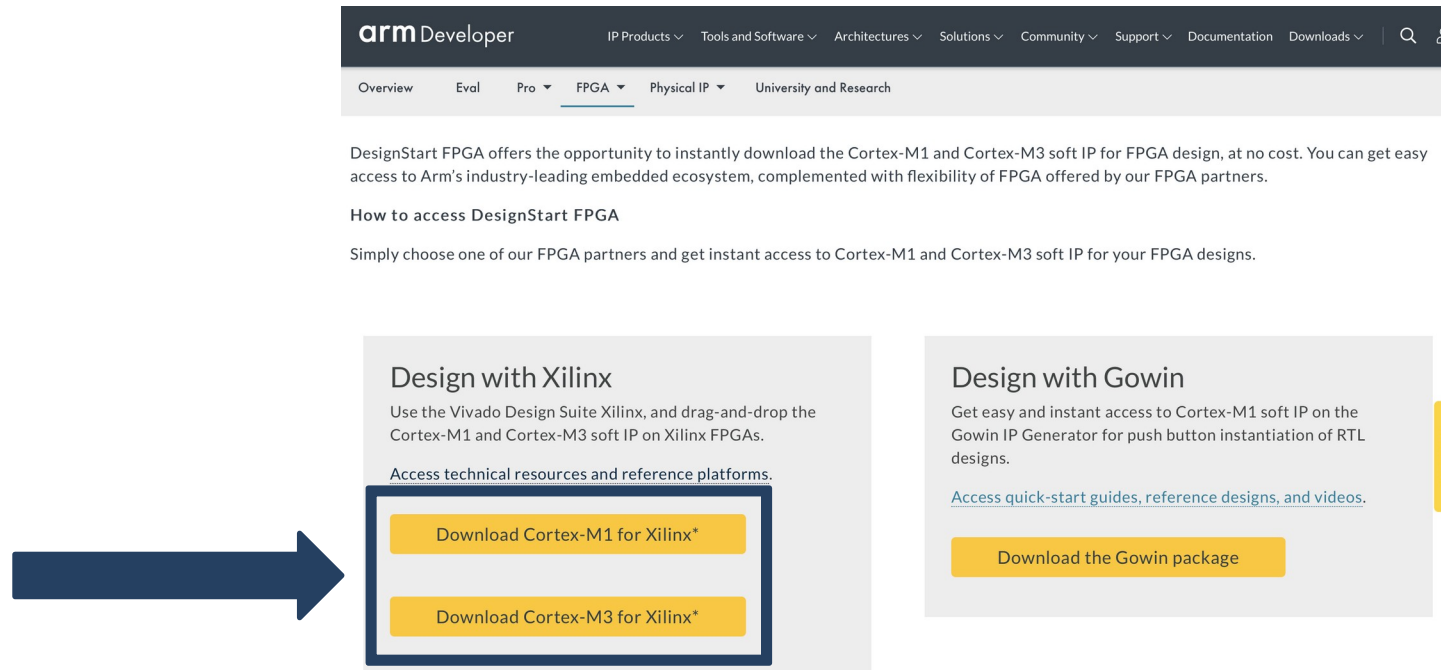 arm Developer
IP Products Tools and Software Architectures Solutions Community Support Documentation Downloads
Overview Eval Pro FPGA Physical IP University and Research
DesignStart FPGA offers the opportunity to instantly download the Cortex-M1 and Cortex-M3 soft IP for FPGA design, at no cost. You can get easy
access to Arm's industry-leading embedded ecosystem, complemented with flexibility of FPGA offered by our FPGA partners.
How to access DesignStart FPGA
Simply choose one of our FPGA partners and get instant access to Cortex-M1 and Cortex-M3 soft IP for your FPGA designs.
Design with Xilinx
Use the Vivado Design Suite Xilinx, and drag-and-drop the
Cortex-M1 and Cortex-M3 soft IP on Xilinx FPGAs.
Access technical resources and reference platforms.
Download Cortex-M1 for Xilinx*
Download Cortex-M3 for Xilinx*
Design with Gowin
Get easy and instant access to Cortex-M1 soft IP on the
Gowin IP Generator for push button instantiation of RTL
designs.
Access quick-start guides, reference designs, and videos.
Download the Gowin package